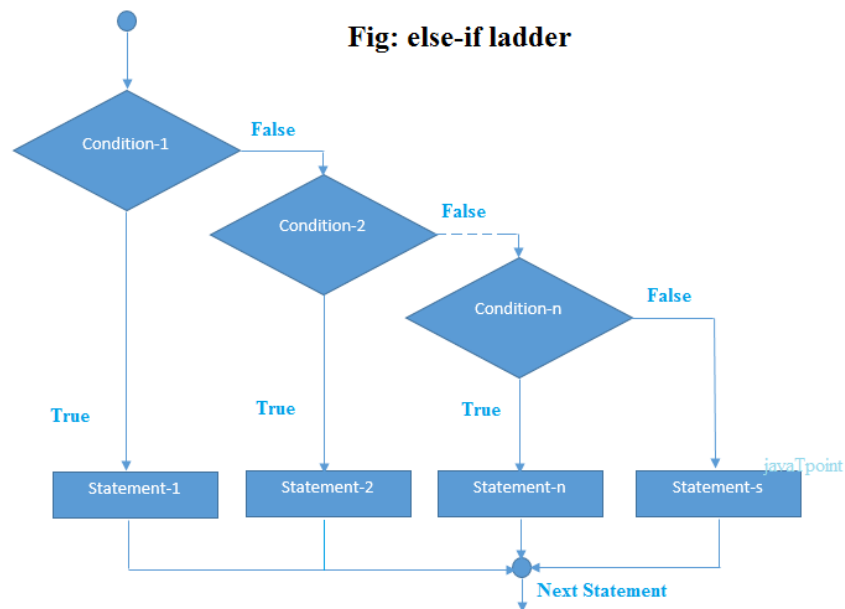 Fig: else-if ladder
Condition-1
False
Condition-2
False
Condition-n
False
True
True
True
javaTpoint
Statement-1
Statement-2
Statement-n
Statement-s
Next Statement